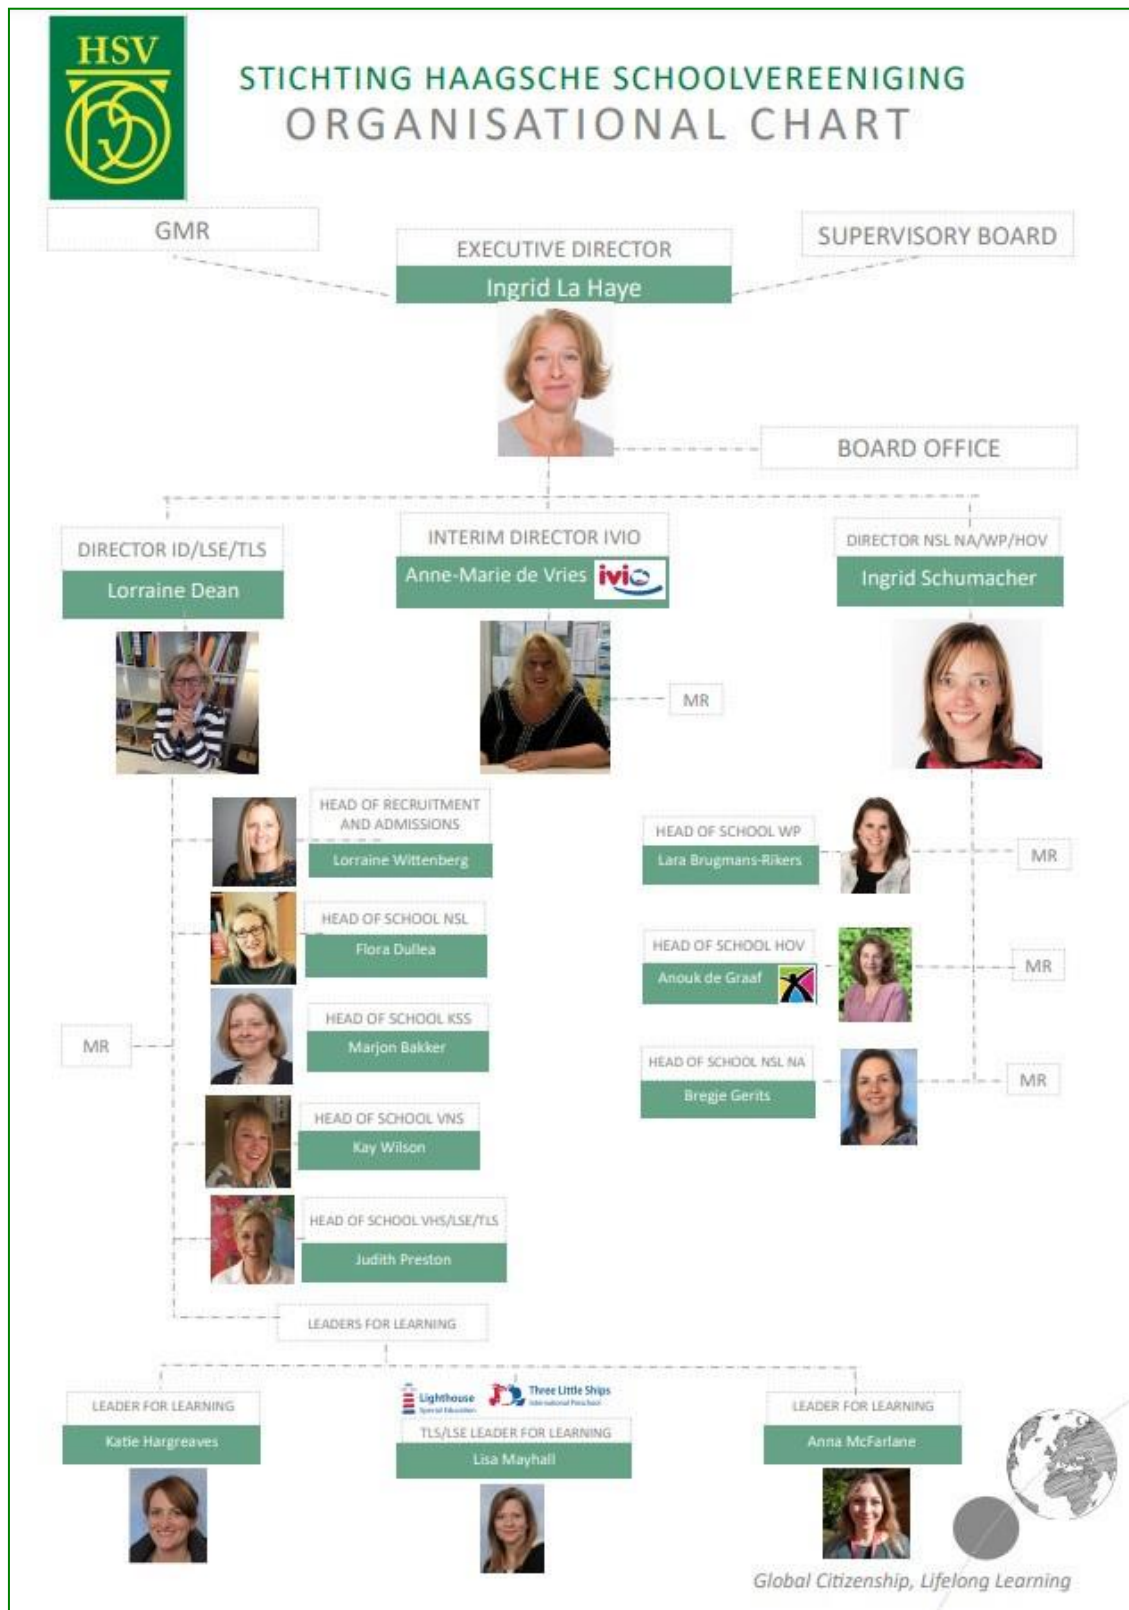 HSV
STICHTING HAAGSCHE SCHOOLVEREENIGING
ORGANISATIONAL CHART
GMR
SUPERVISORY BOARD
EXECUTIVE DIRECTOR
Ingrid La Haye
BOARD OFFICE
DIRECTOR ID/LSE/TLS
Lorraine Dean
INTERIM DIRECTOR IVIO
Anne-Marie de Vries
ivio
DIRECTOR NSL NA/WP/HOV
Ingrid Schumacher
MR
HEAD OF RECRUITMENT
AND ADMISSIONS
Lorraine Wittenberg
HEAD OF SCHOOL NSL
Flora Dullea
HEAD OF SCHOOL KSS
Marjon Bakker
MR
HEAD OF SCHOOL VNS
Kay Wilson
HEAD OF SCHOOL VHS/LSE/TLS
Judith Preston
HEAD OF SCHOOL WP
Lara Brugmans-Rikers
MR
HEAD OF SCHOOL HOV
Anouk de Graaf
MR
HEAD OF SCHOOL NSL NA
Bregje Gerits
MR
LEADERS FOR LEARNING
LEADER FOR LEARNING
Katie Hargreaves
Lighthouse
Special Education
Three Little Ships
International Preschool
TLS/LSE LEADER FOR LEARNING
Lisa Mayhall
LEADER FOR LEARNING
Anna McFarlane
Global Citizenship, Lifelong Learning